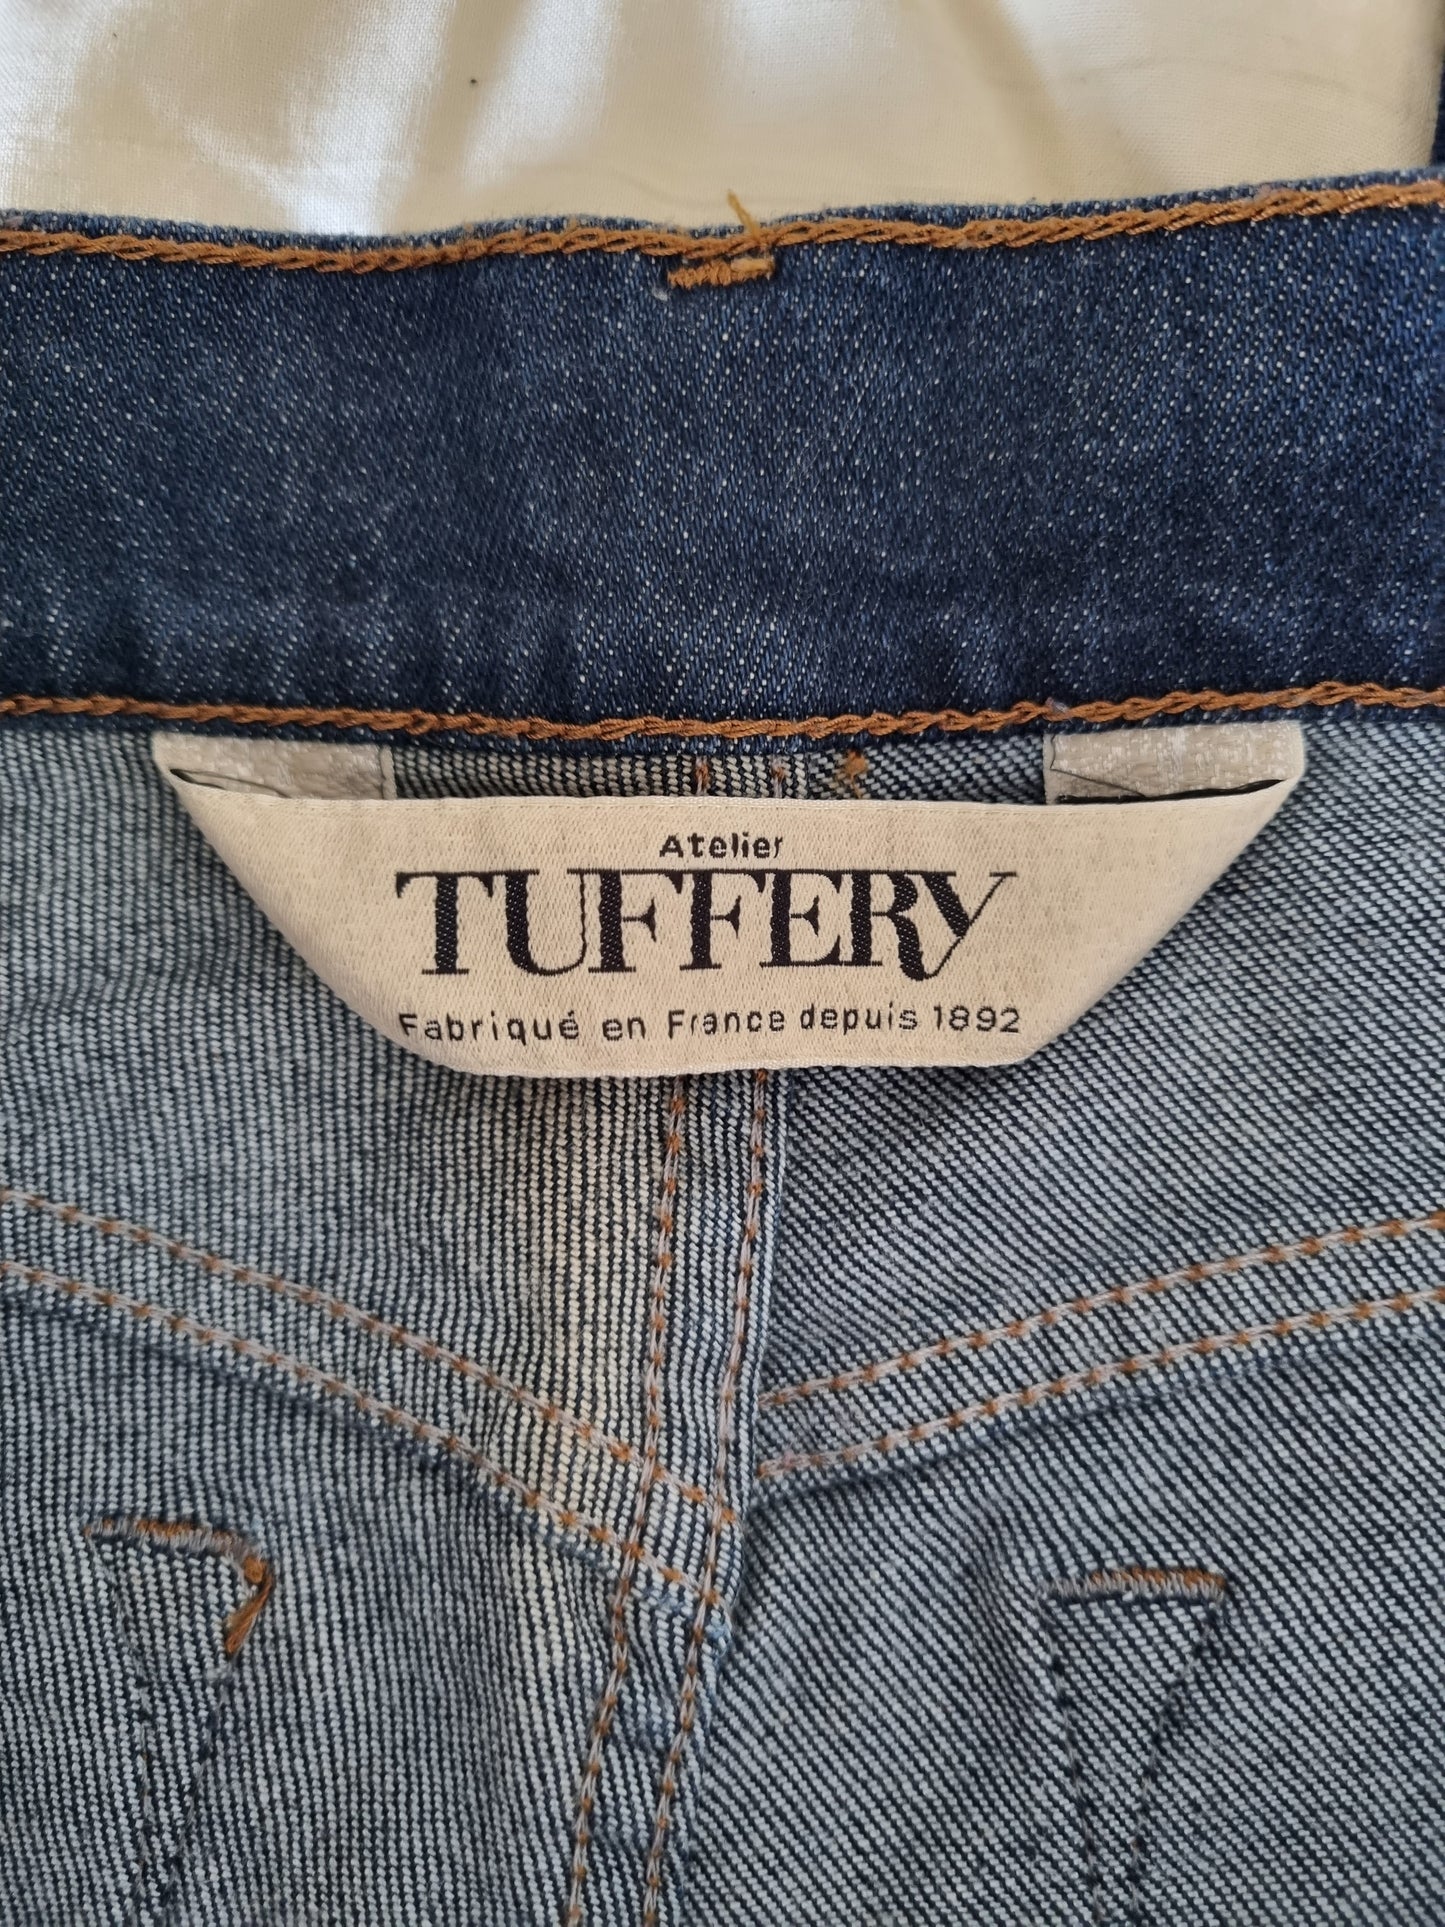 Atelier
TUFFERY
Fabriqué en France depuis 1892